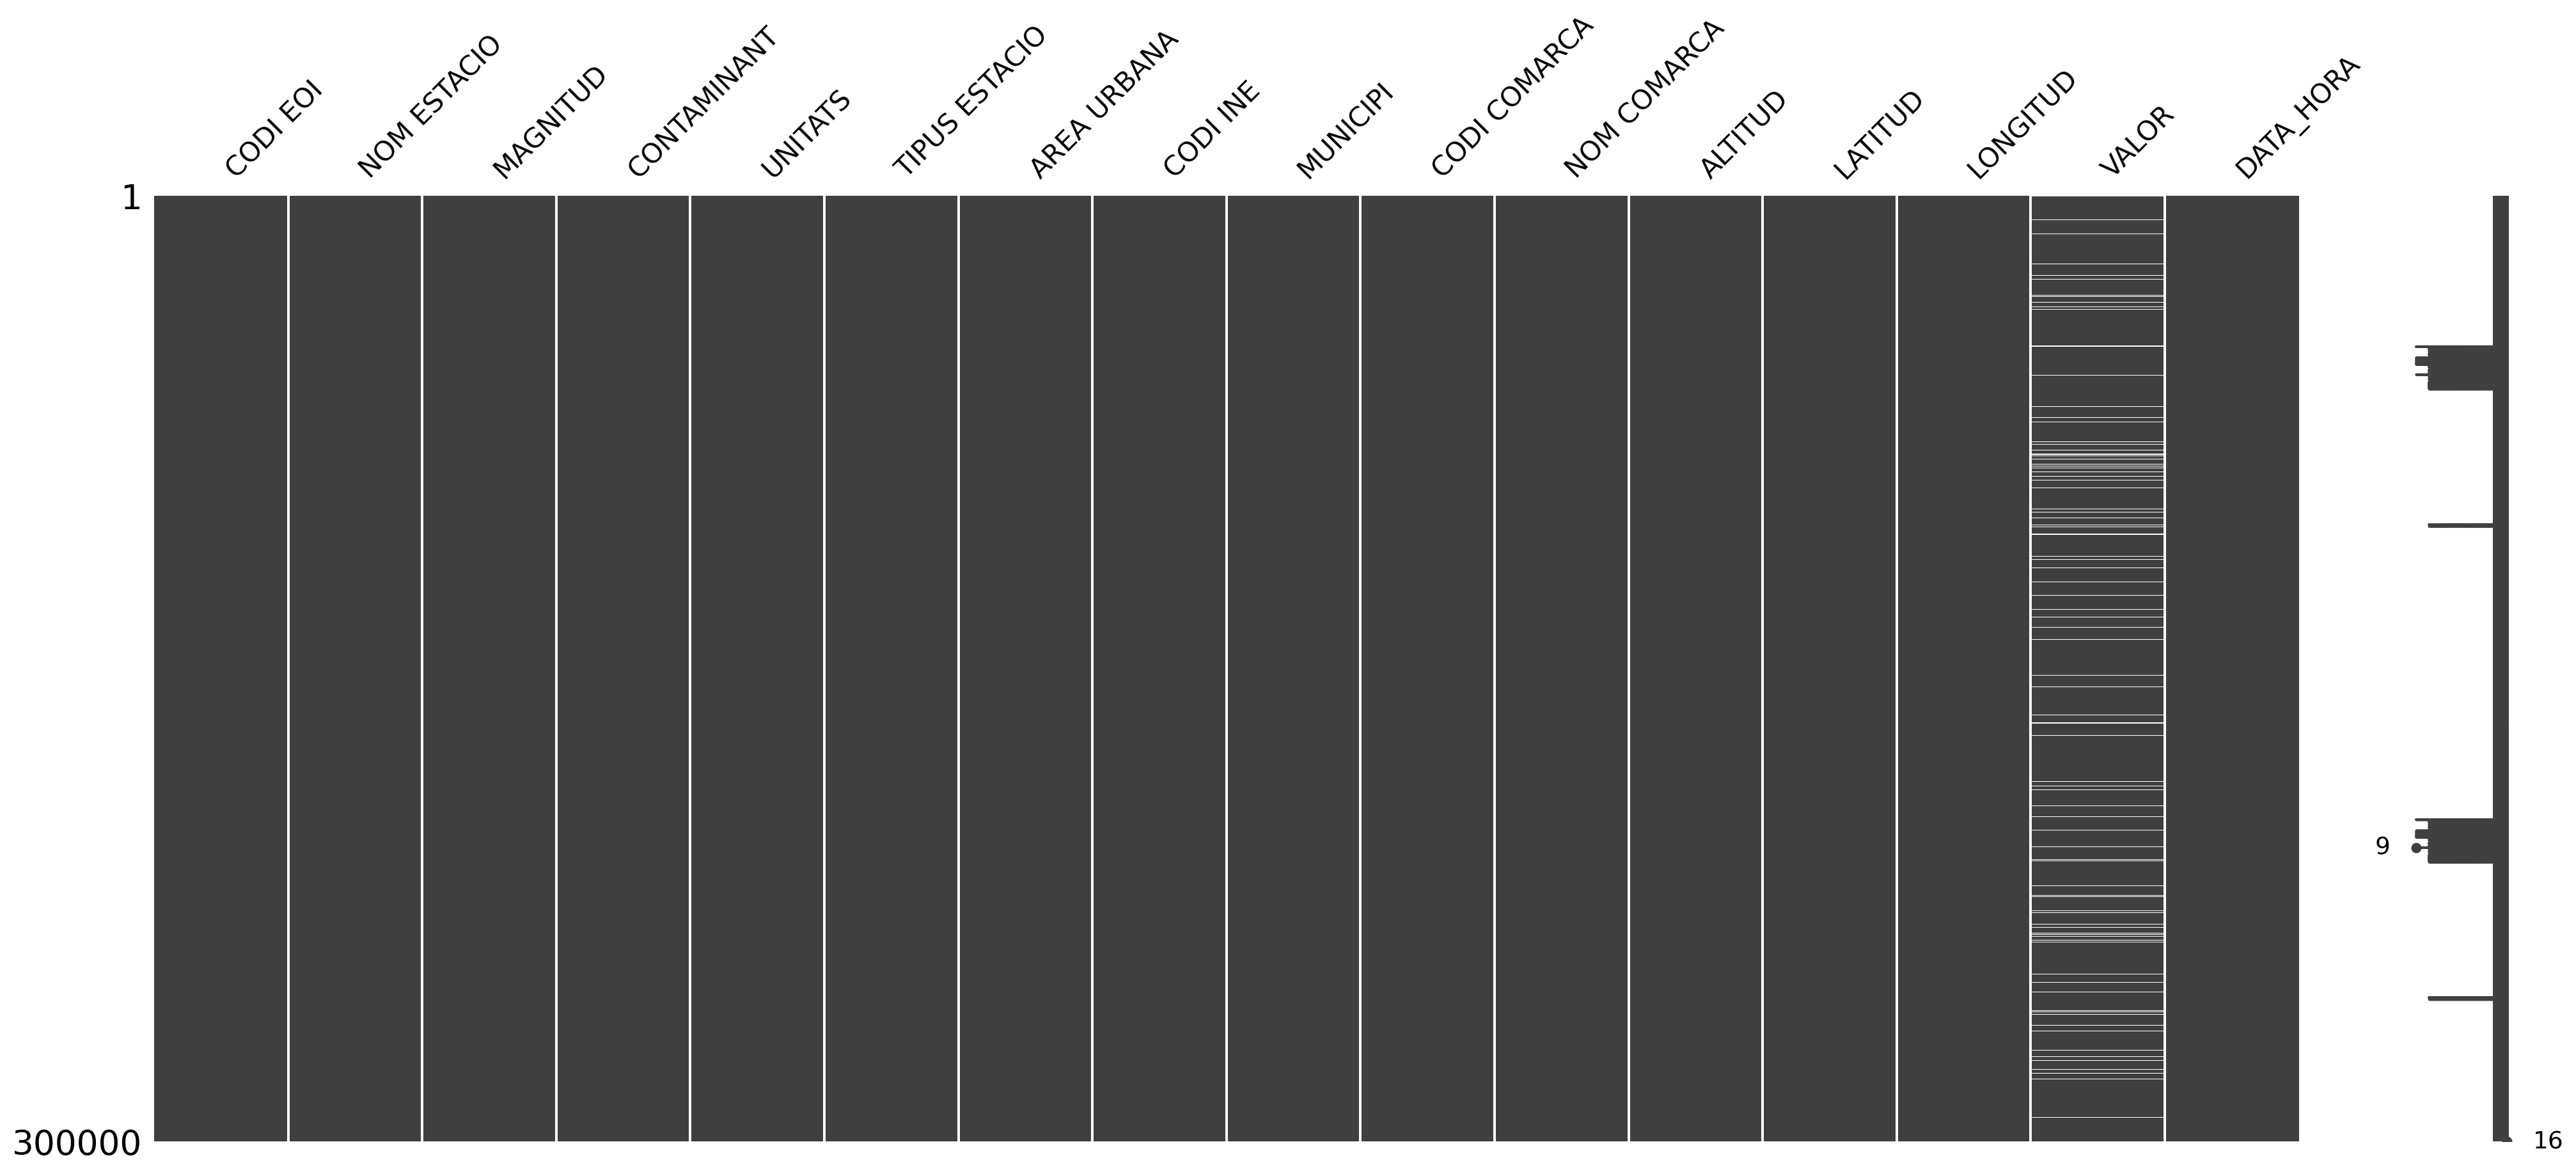 CODI EOI
NOM ESTACIO
MAGNITUD
CONTAMINANT
UNITATS
TIPUS ESTACIO
AREA URBANA
CODI INE
MUNICIPI
CODI COMARCA
NOM COMARCA
ALTITUD
LATITUD
LONGITUD
VALOR
DATA_HORA
1
9
300000
16